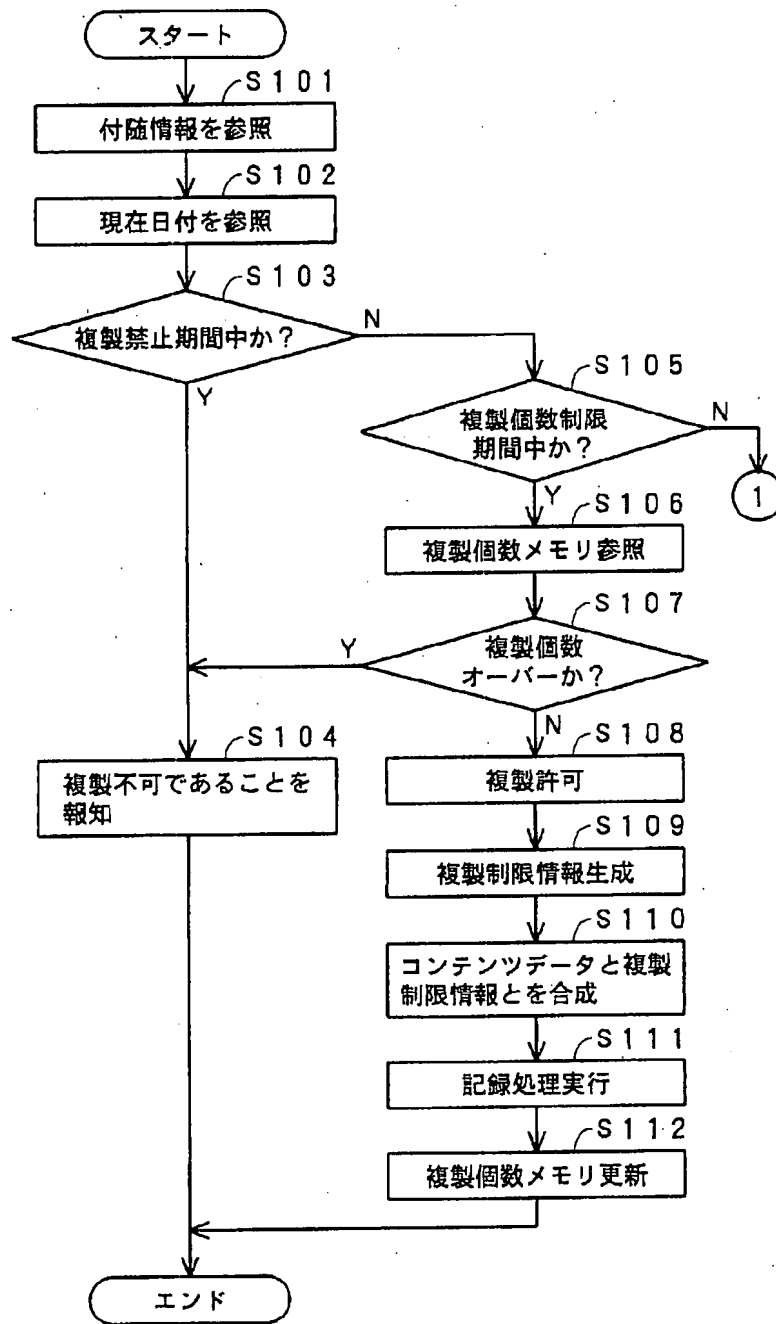 スタート
S101
付随情報を参照
S102
現在日付を参照
S103
複製禁止期間中か？
N
Y
S105
複製個数制限
期間中か？
N
1
Y
S106
複製個数メモリ参照
S107
複製個数
オーバーか？
Y
N
S104
複製不可であることを
報知
S108
複製許可
S109
複製制限情報生成
S110
コンテンツデータと複製
制限情報とを合成
S111
記録処理実行
S112
複製個数メモリ更新
エンド